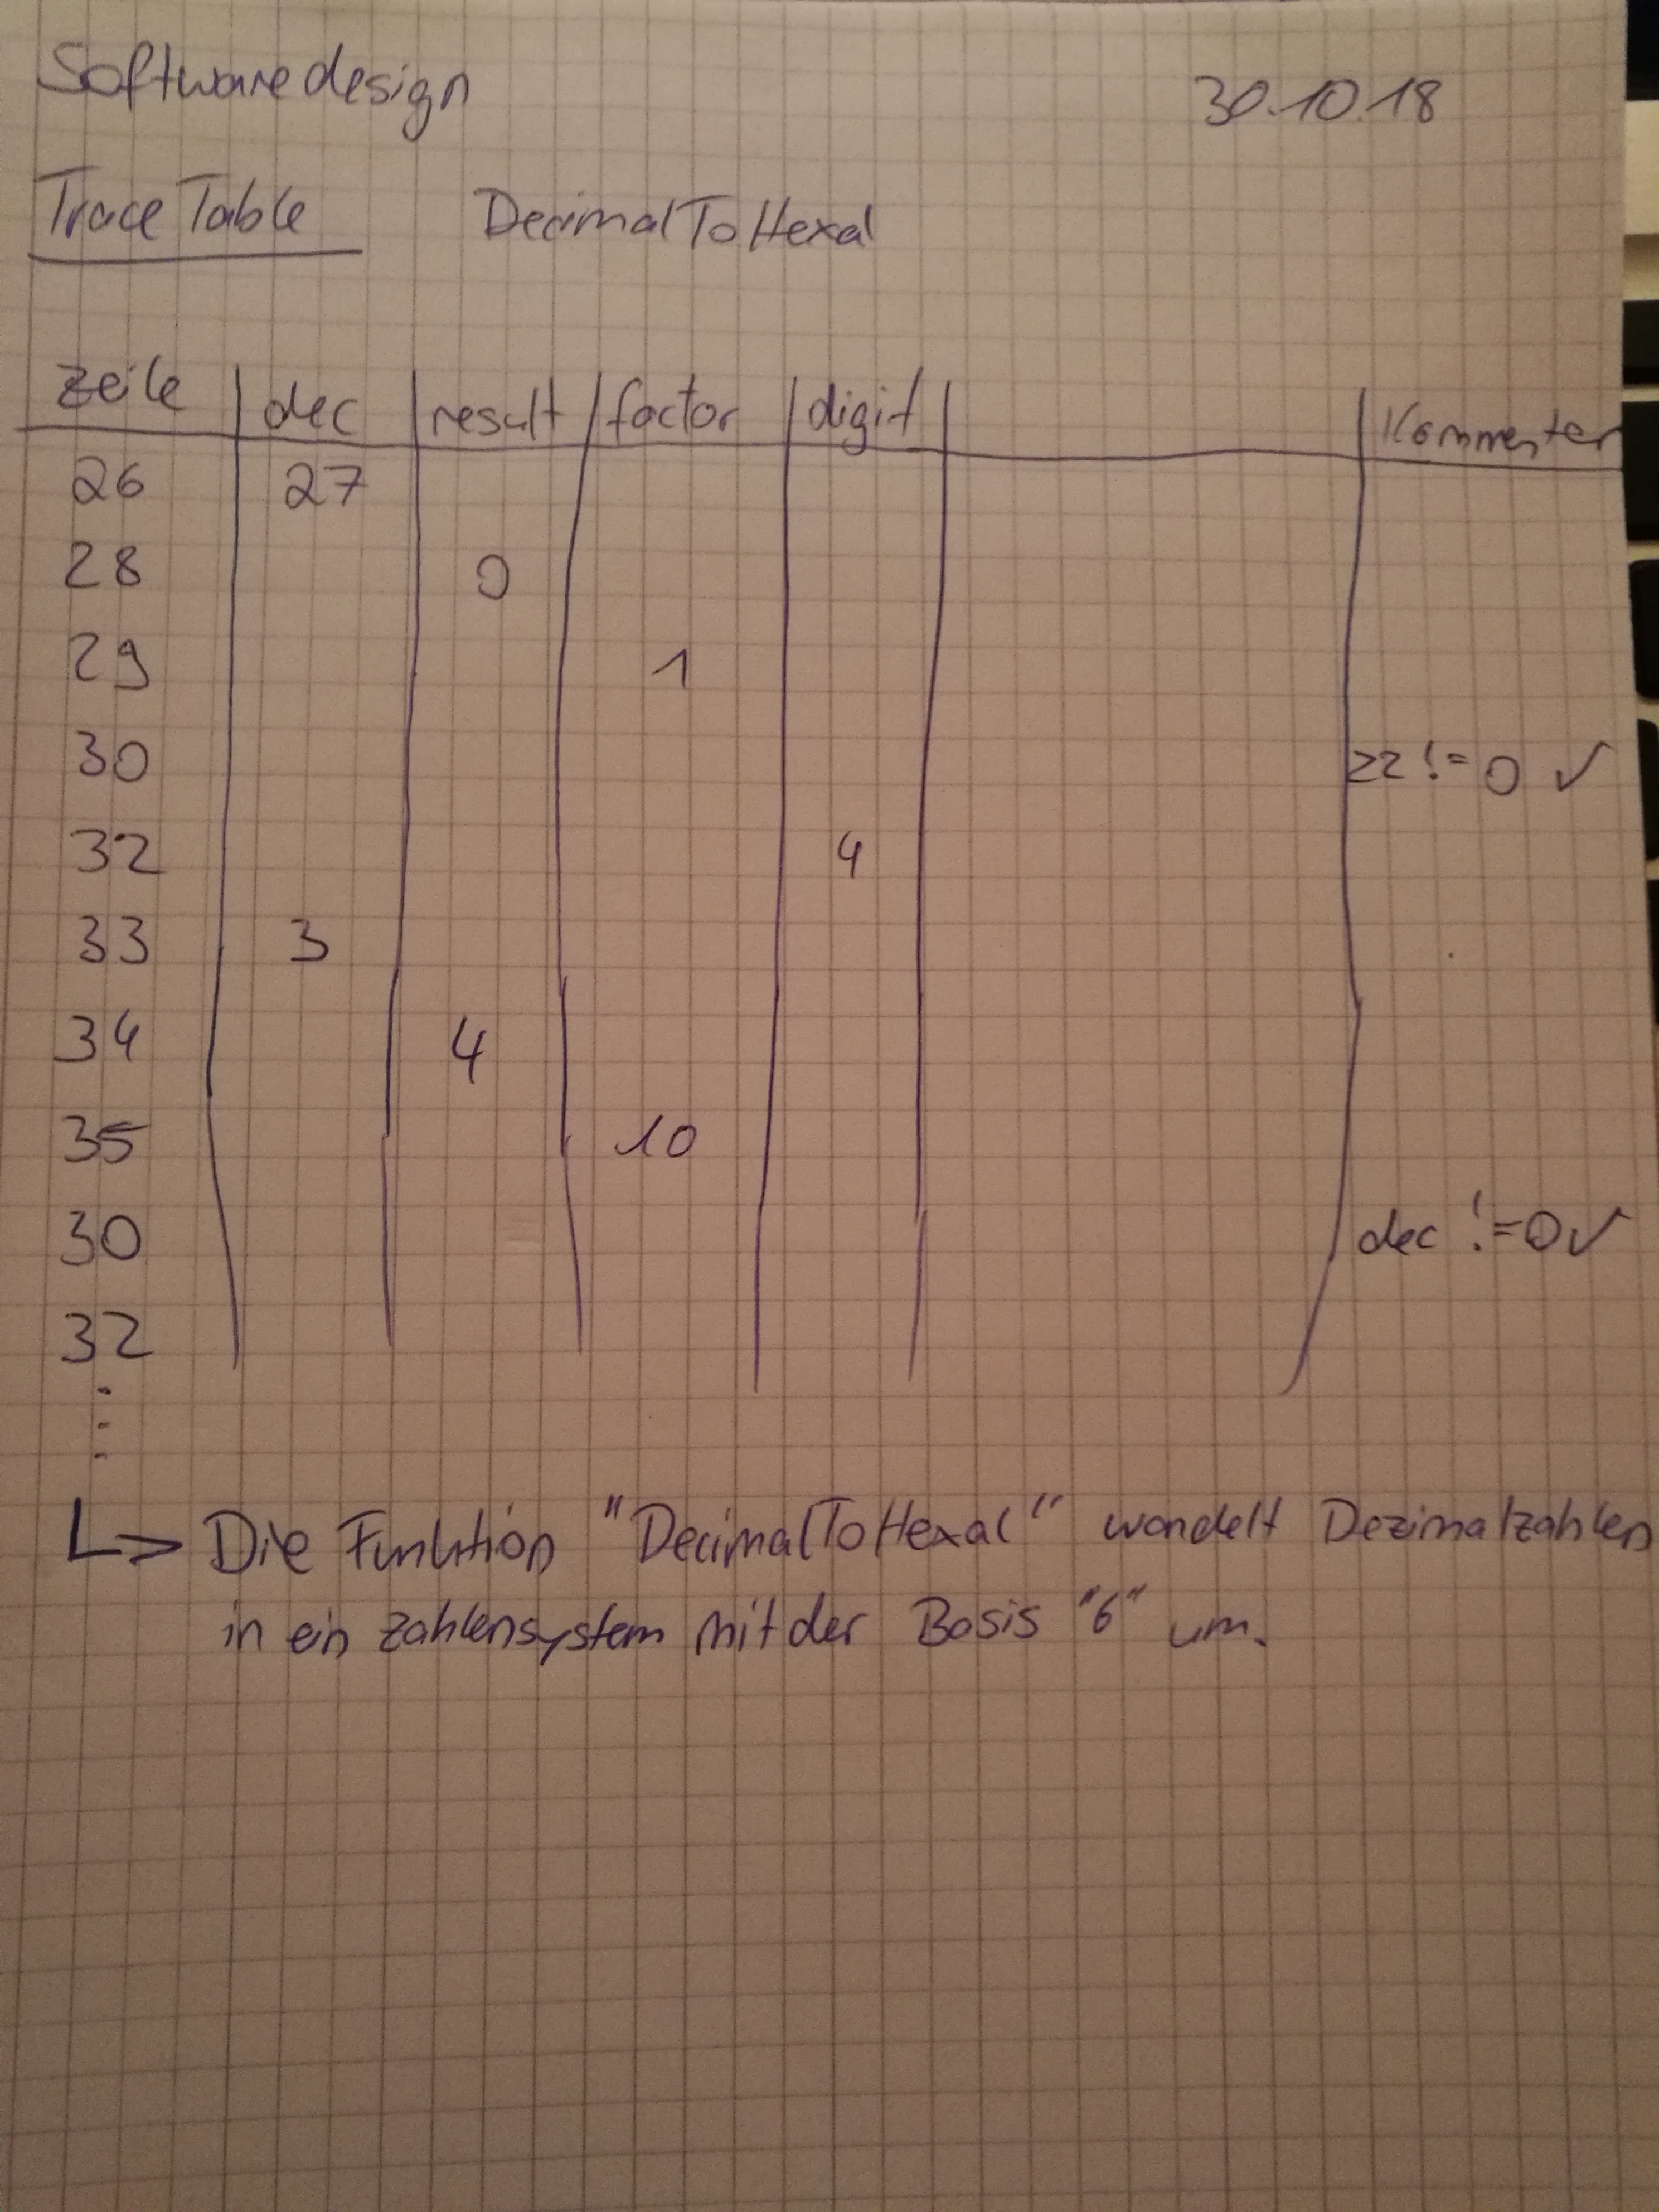 Softwaredesign 30.10.18
Trace Table DecimalToHexal
Zeile dec result factor digit Kommentar
26 27
28 0
29 1
30 22 != 0 ✓
32 4
33 3
34 4
35 10
30 dec != 0 ✓
32
⋮
L> Die Funktion "DecimalToHexal" wandelt Dezimalzahlen
in ein Zahlensystem mit der Basis "6" um.